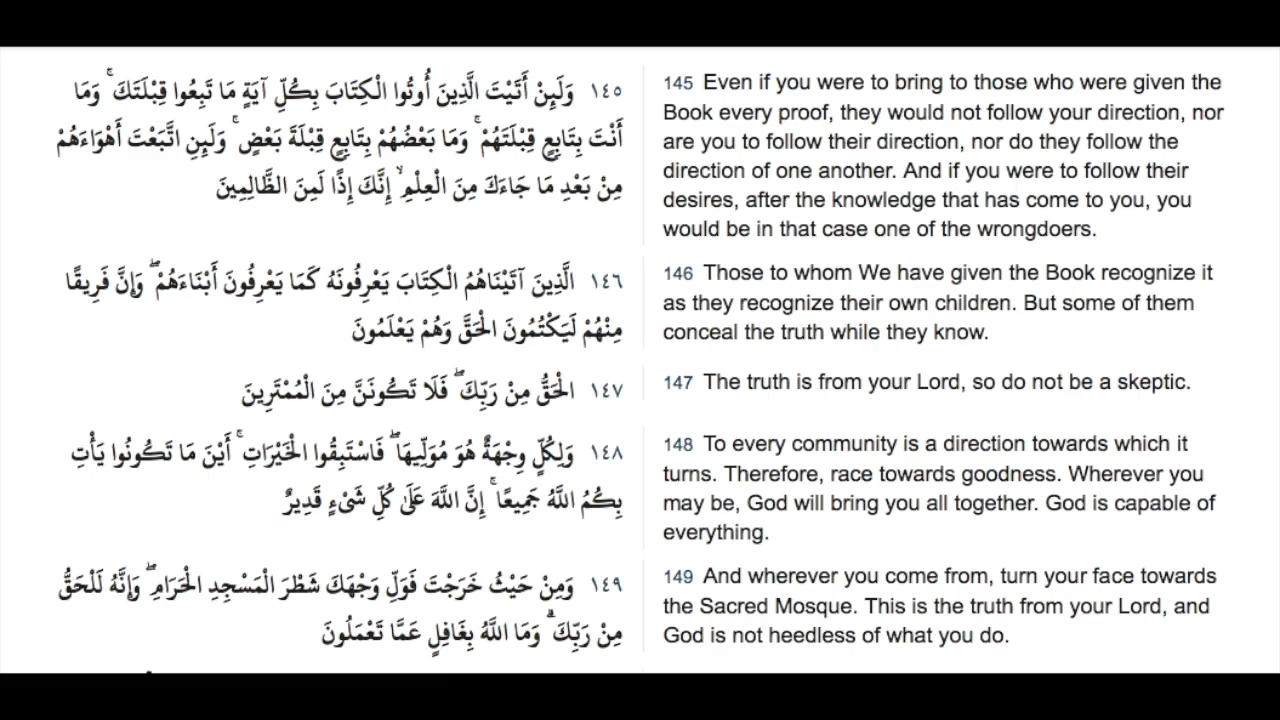 ١٤٥ وَلَئِنْ أَتَيْتَ الَّذِينَ أُوتُوا الْكِتَابَ بِكُلِّ آيَةٍ مَا تَبِعُوا قِبْلَتَكَ ۚ وَمَا
أَنْتَ بِتَابِعٍ قِبْلَتَهُمْ ۚ وَمَا بَعْضُهُمْ بِتَابِعٍ قِبْلَةَ بَعْضٍ ۚ وَلَئِنِ اتَّبَعْتَ أَهْوَاءَهُمْ
مِنْ بَعْدِ مَا جَاءَكَ مِنَ الْعِلْمِ ۙ إِنَّكَ إِذًا لَمِنَ الظَّالِمِينَ
145 Even if you were to bring to those who were given the
Book every proof, they would not follow your direction, nor
are you to follow their direction, nor do they follow the
direction of one another. And if you were to follow their
desires, after the knowledge that has come to you, you
would be in that case one of the wrongdoers.
١٤٦ الَّذِينَ آتَيْنَاهُمُ الْكِتَابَ يَعْرِفُونَهُ كَمَا يَعْرِفُونَ أَبْنَاءَهُمْ ۖ وَإِنَّ فَرِيقًا
مِنْهُمْ لَيَكْتُمُونَ الْحَقَّ وَهُمْ يَعْلَمُونَ
146 Those to whom We have given the Book recognize it
as they recognize their own children. But some of them
conceal the truth while they know.
١٤٧ الْحَقُّ مِنْ رَبِّكَ ۖ فَلَا تَكُونَنَّ مِنَ الْمُمْتَرِينَ
147 The truth is from your Lord, so do not be a skeptic.
١٤٨ وَلِكُلٍّ وِجْهَةٌ هُوَ مُوَلِّيهَا ۖ فَاسْتَبِقُوا الْخَيْرَاتِ ۚ أَيْنَ مَا تَكُونُوا يَأْتِ
بِكُمُ اللَّهُ جَمِيعًا ۚ إِنَّ اللَّهَ عَلَىٰ كُلِّ شَيْءٍ قَدِيرٌ
148 To every community is a direction towards which it
turns. Therefore, race towards goodness. Wherever you
may be, God will bring you all together. God is capable of
everything.
١٤٩ وَمِنْ حَيْثُ خَرَجْتَ فَوَلِّ وَجْهَكَ شَطْرَ الْمَسْجِدِ الْحَرَامِ ۖ وَإِنَّهُ لَلْحَقُّ
مِنْ رَبِّكَ ۗ وَمَا اللَّهُ بِغَافِلٍ عَمَّا تَعْمَلُونَ
149 And wherever you come from, turn your face towards
the Sacred Mosque. This is the truth from your Lord, and
God is not heedless of what you do.